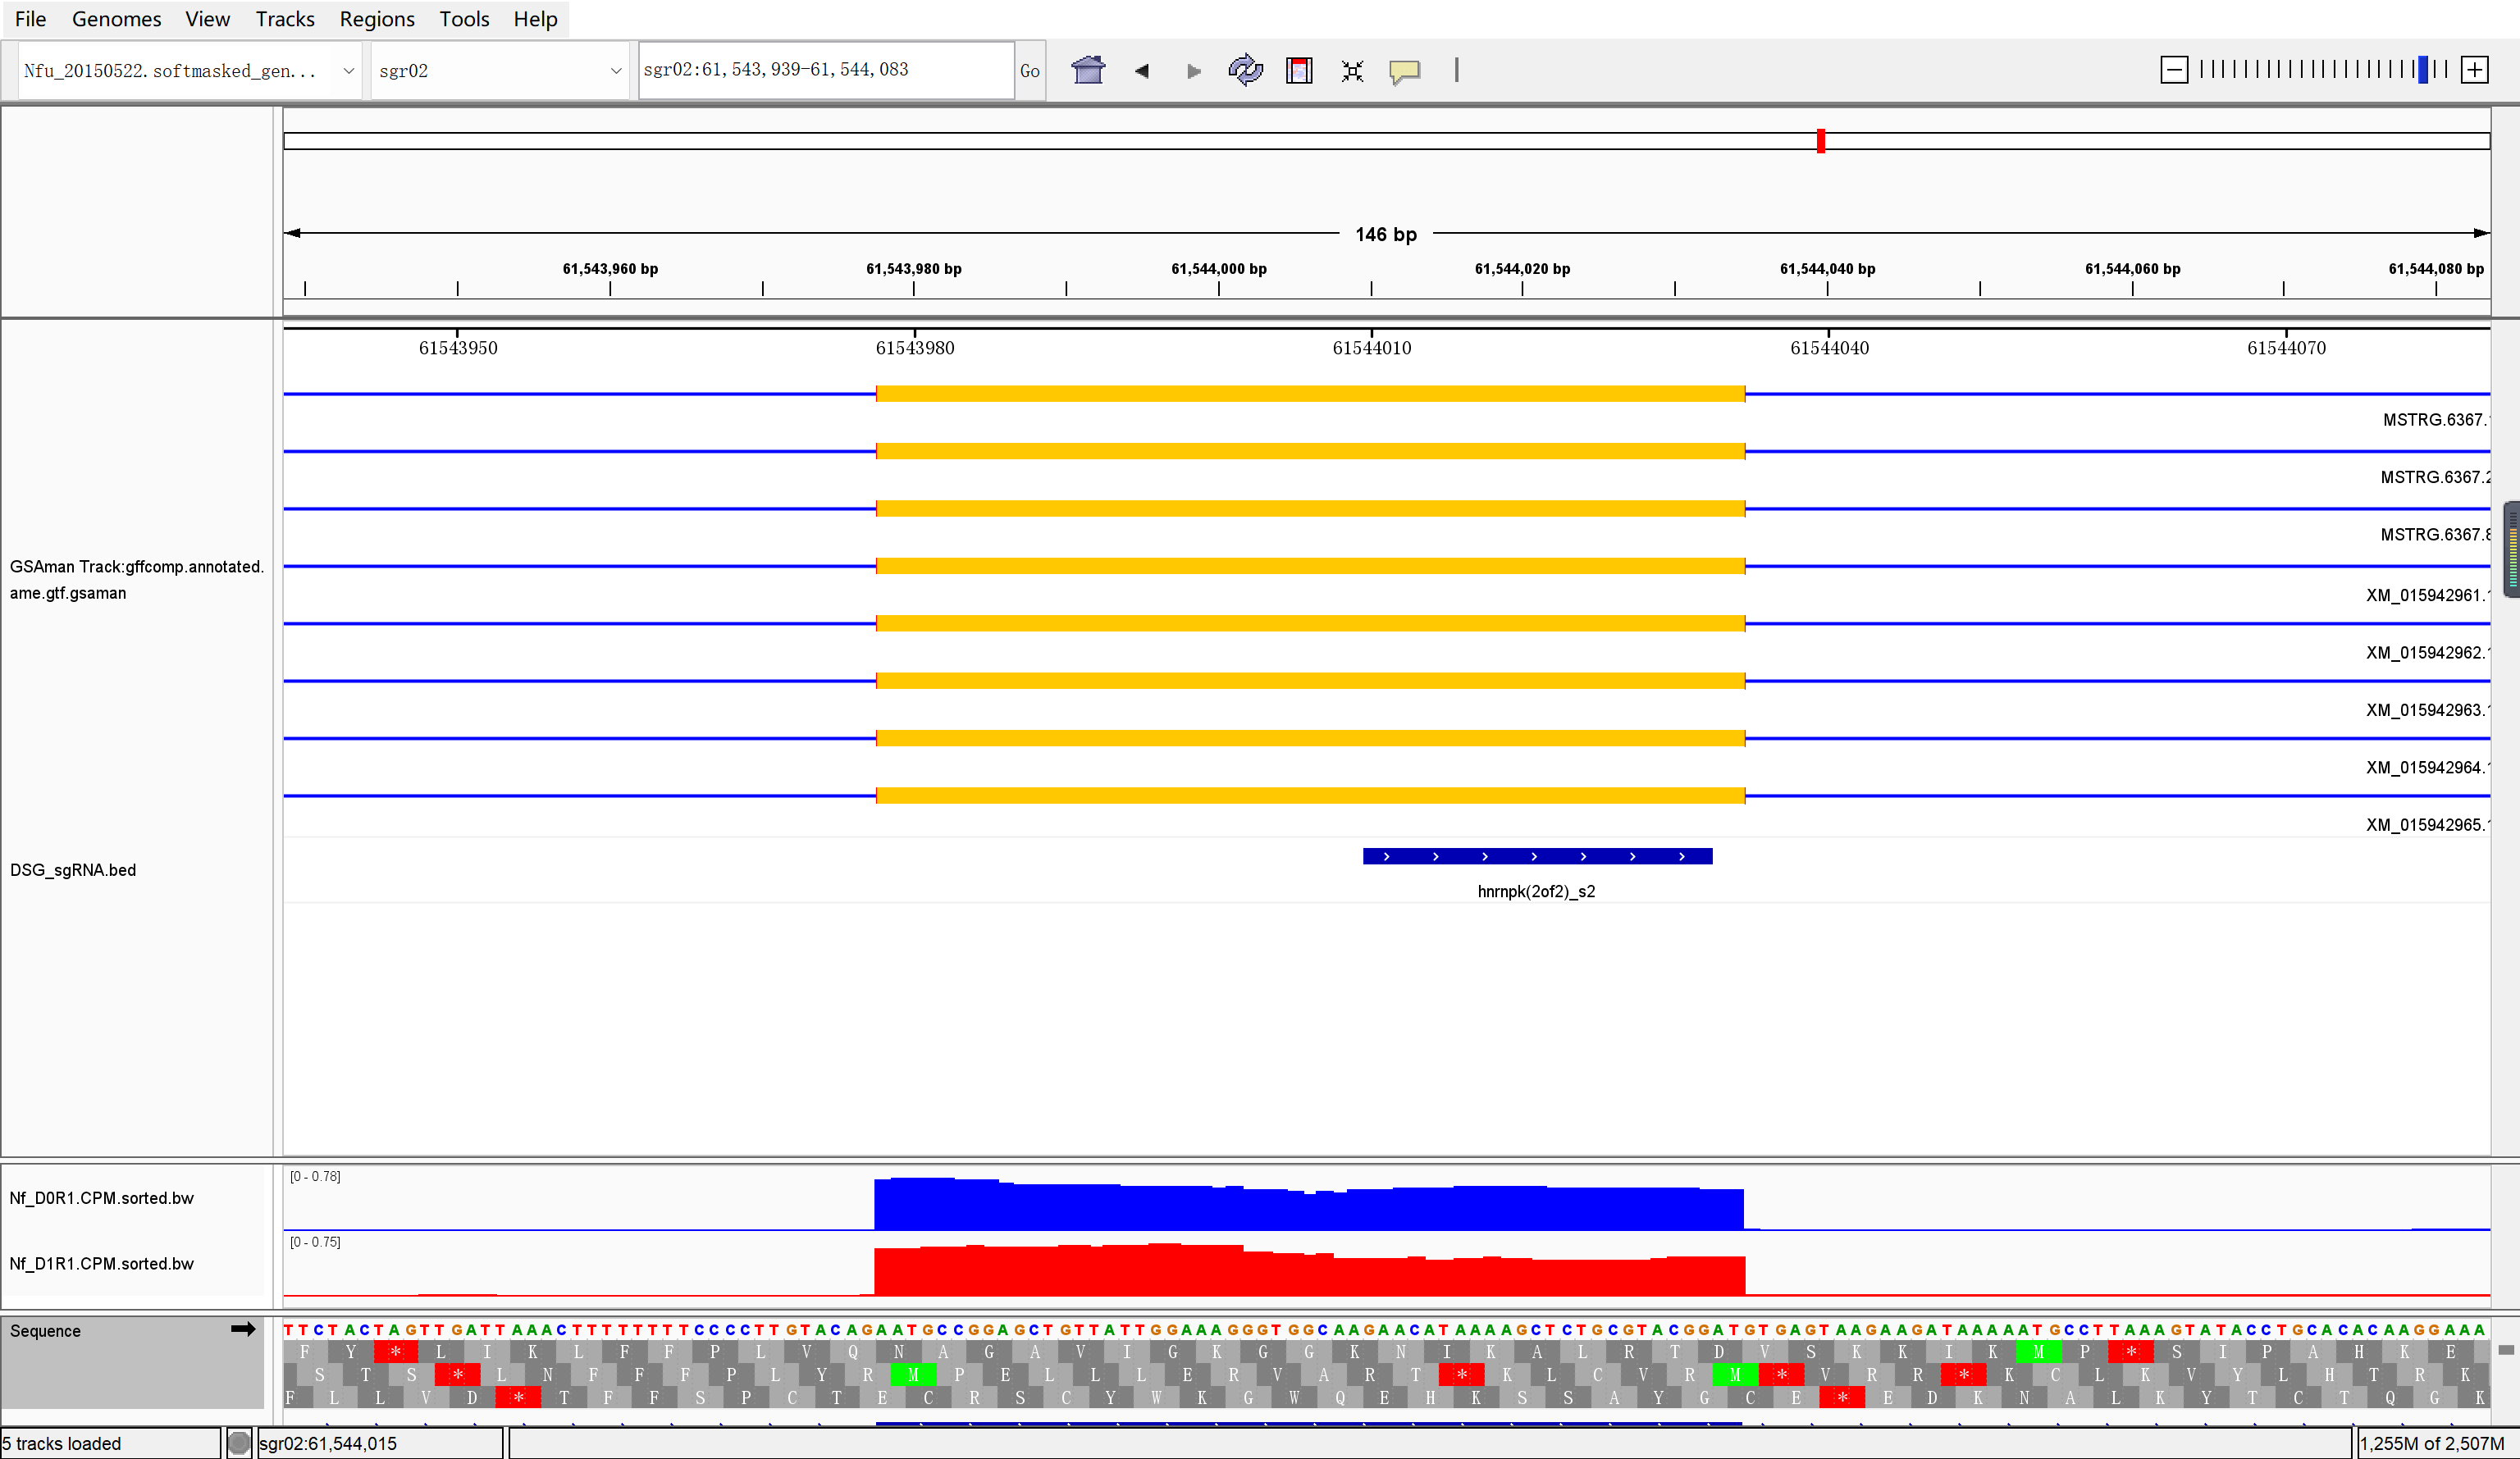 File Genomes View Tracks Regions Tools Help
Nfu_20150522.softmasked_gen... sgr02 sgr02:61,543,939-61,544,083 Go
146 bp
61,543,960 bp 61,543,980 bp 61,544,000 bp 61,544,020 bp 61,544,040 bp 61,544,060 bp 61,544,080 bp
61543950 61543980 61544010 61544040 61544070
MSTRG.6367.
MSTRG.6367.2
MSTRG.6367.8
GSAman Track:gffcomp.annotated.
ame.gtf.gsaman
XM_015942961.1
XM_015942962.1
XM_015942963.1
XM_015942964.1
XM_015942965.1
DSG_sgRNA.bed
hnrnpk(2of2)_s2
[0 - 0.78]
Nf_D0R1.CPM.sorted.bw
[0 - 0.75]
Nf_D1R1.CPM.sorted.bw
Sequence
TTCTACTAGTTGATTAAACTTTTTTTTCCCCTTGTACAGAATGCCGGAGCTGTTATTGGAAAGGGTGGCAAGAACATAAAAGCTCTGCGTACGGATGTGAGTAAGAAGATAAAAATGCCTTAAAGTATACCTGCACACAAGGAAA
F Y * L I K L F F P L V Q N A G A V I G K G G K N I K A L R T D V S K K I K M P * S I P A H K E
S T S * L N F F F P L Y R M P E L L L E R V A R T * K L C V R M * V R R * K C L K V Y L H T R K
F L L V D * T F F S P C T E C R S C Y W K G W Q E H K S S A Y G C E * E D K N A L K Y T C T Q G K
5 tracks loaded
sgr02:61,544,015
1,255M of 2,507M